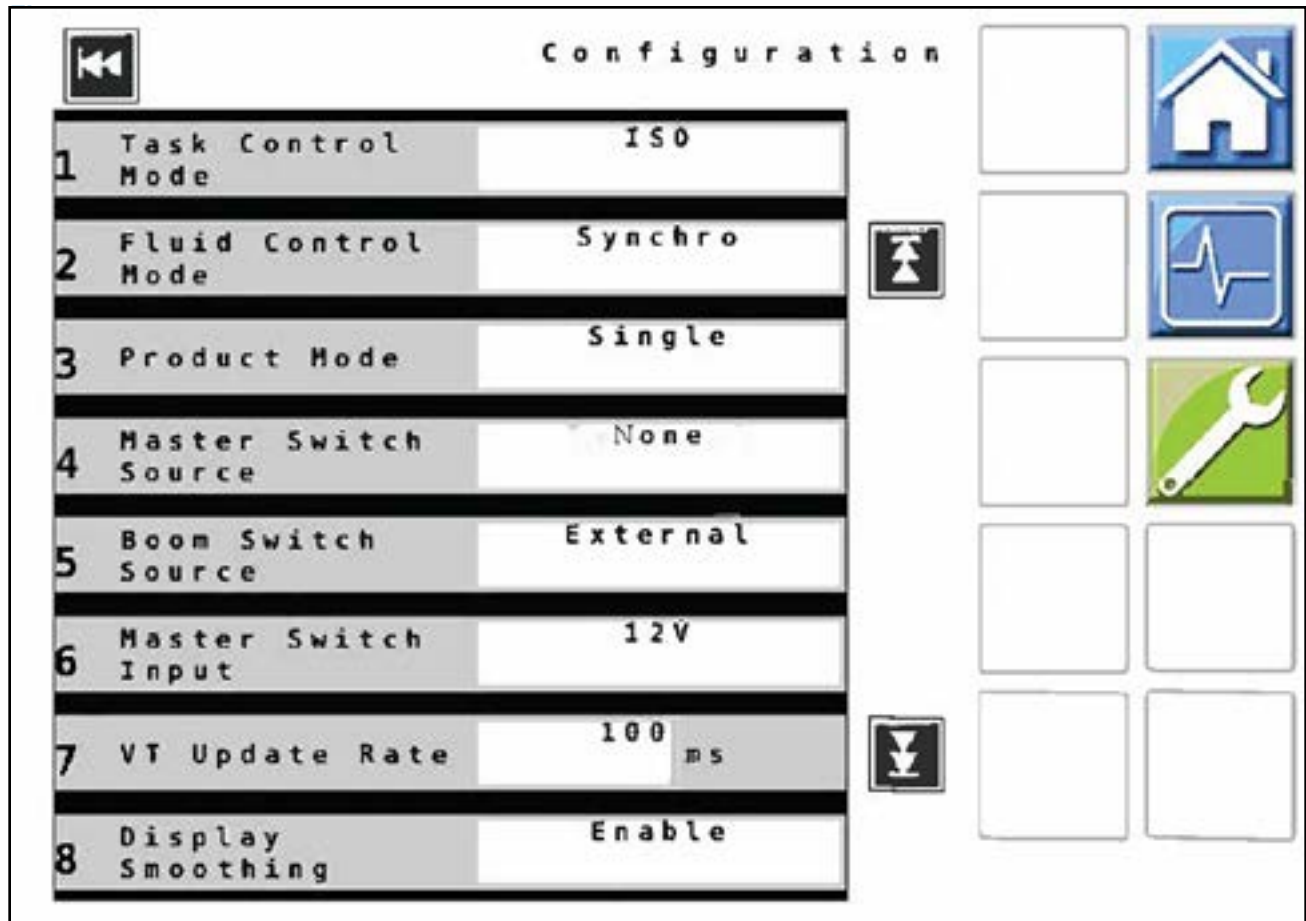 Configuration
1 Task Control Mode ISO
2 Fluid Control Mode Synchro
3 Product Mode Single
4 Master Switch Source None
5 Boom Switch Source External
6 Master Switch Input 12V
7 VT Update Rate 100 ms
8 Display Smoothing Enable